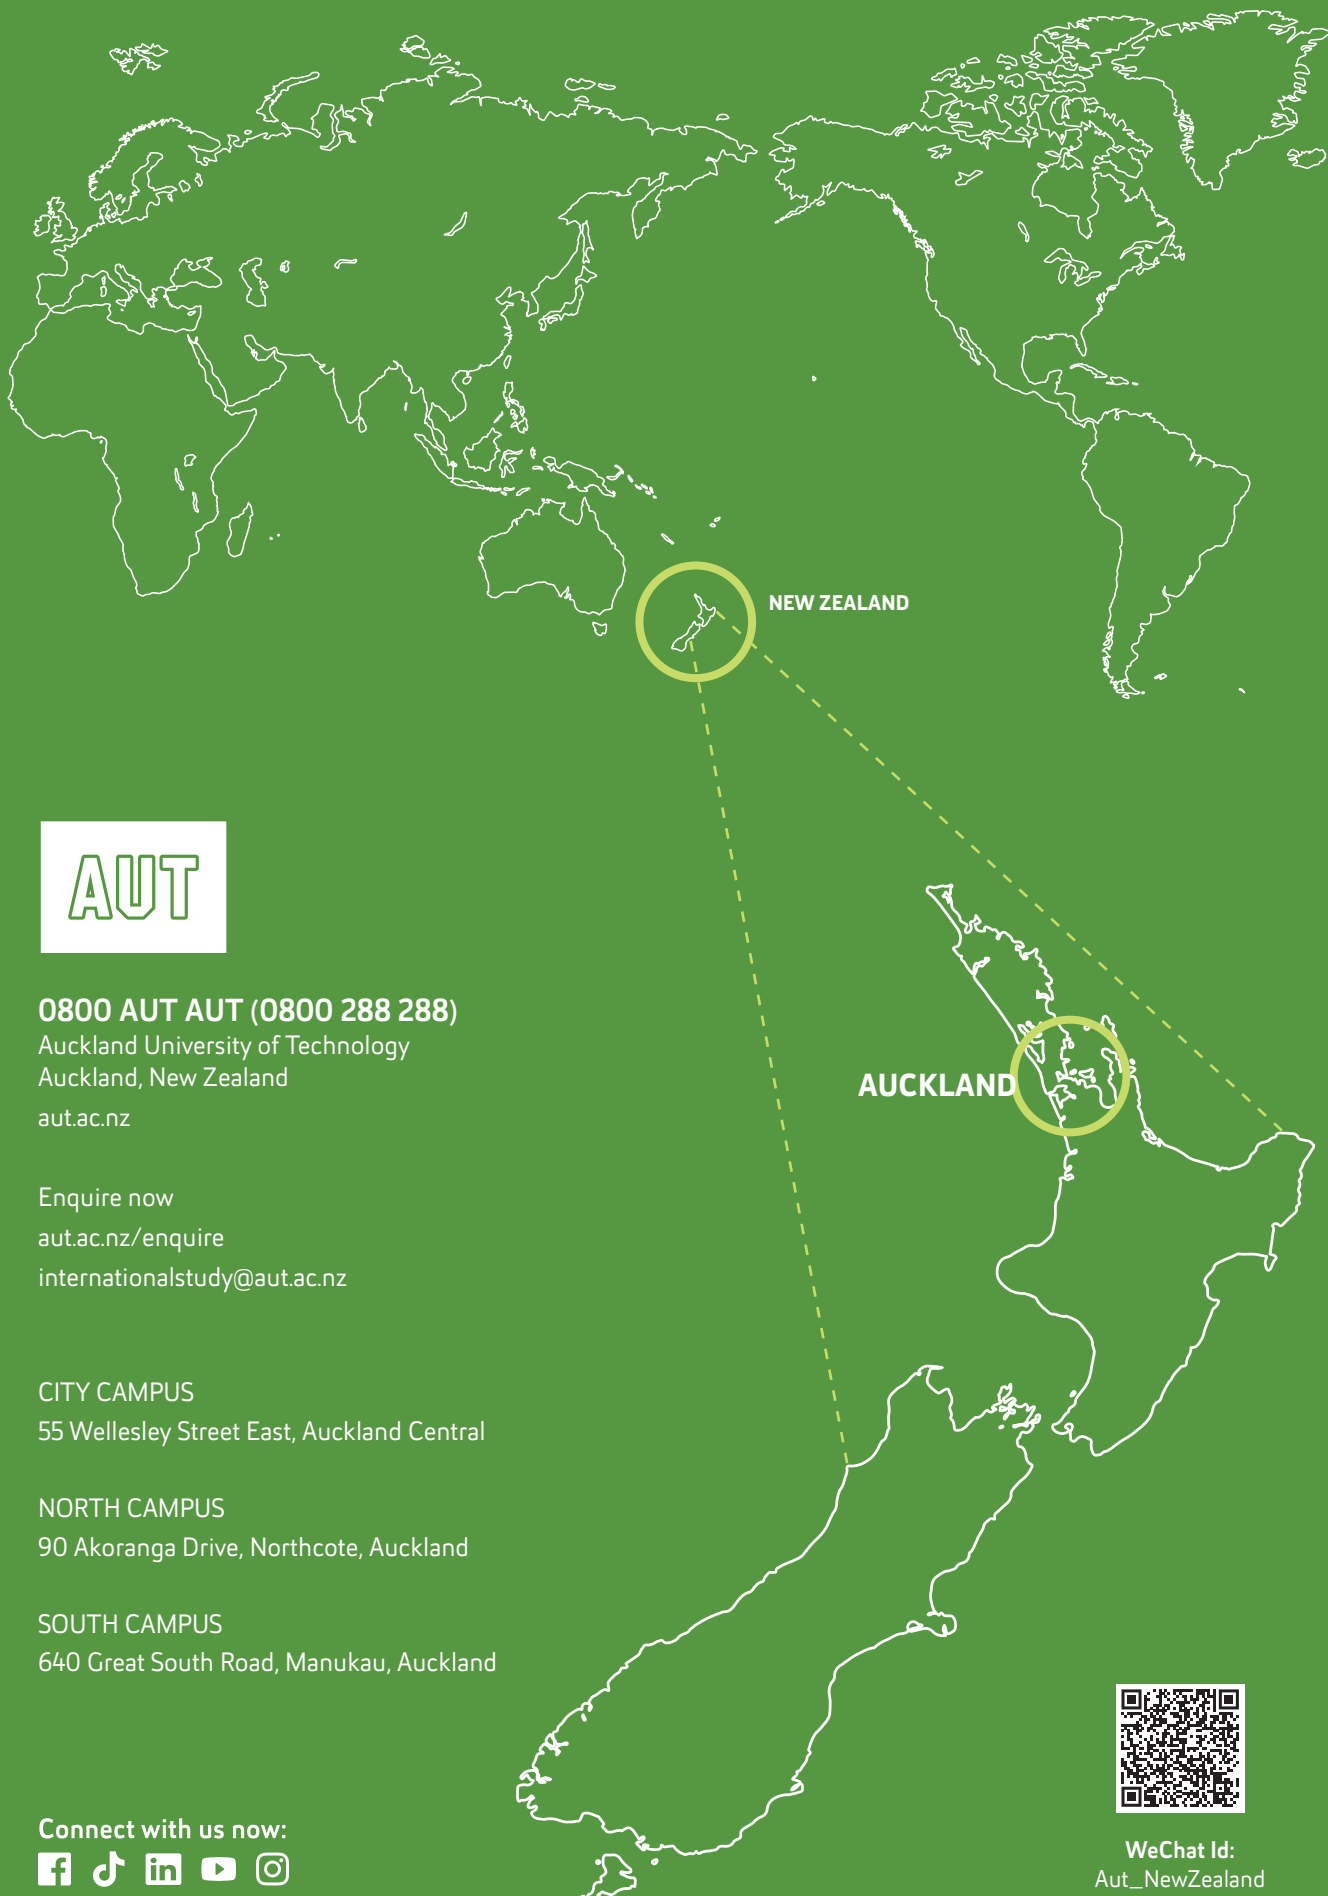 NEW ZEALAND
AUT
0800 AUT AUT (0800 288 288)
Auckland University of Technology
Auckland, New Zealand
aut.ac.nz
AUCKLAND
Enquire now
aut.ac.nz/enquire
internationalstudy@aut.ac.nz
CITY CAMPUS
55 Wellesley Street East, Auckland Central
NORTH CAMPUS
90 Akoranga Drive, Northcote, Auckland
SOUTH CAMPUS
640 Great South Road, Manukau, Auckland
Connect with us now:
WeChat Id:
Aut_NewZealand